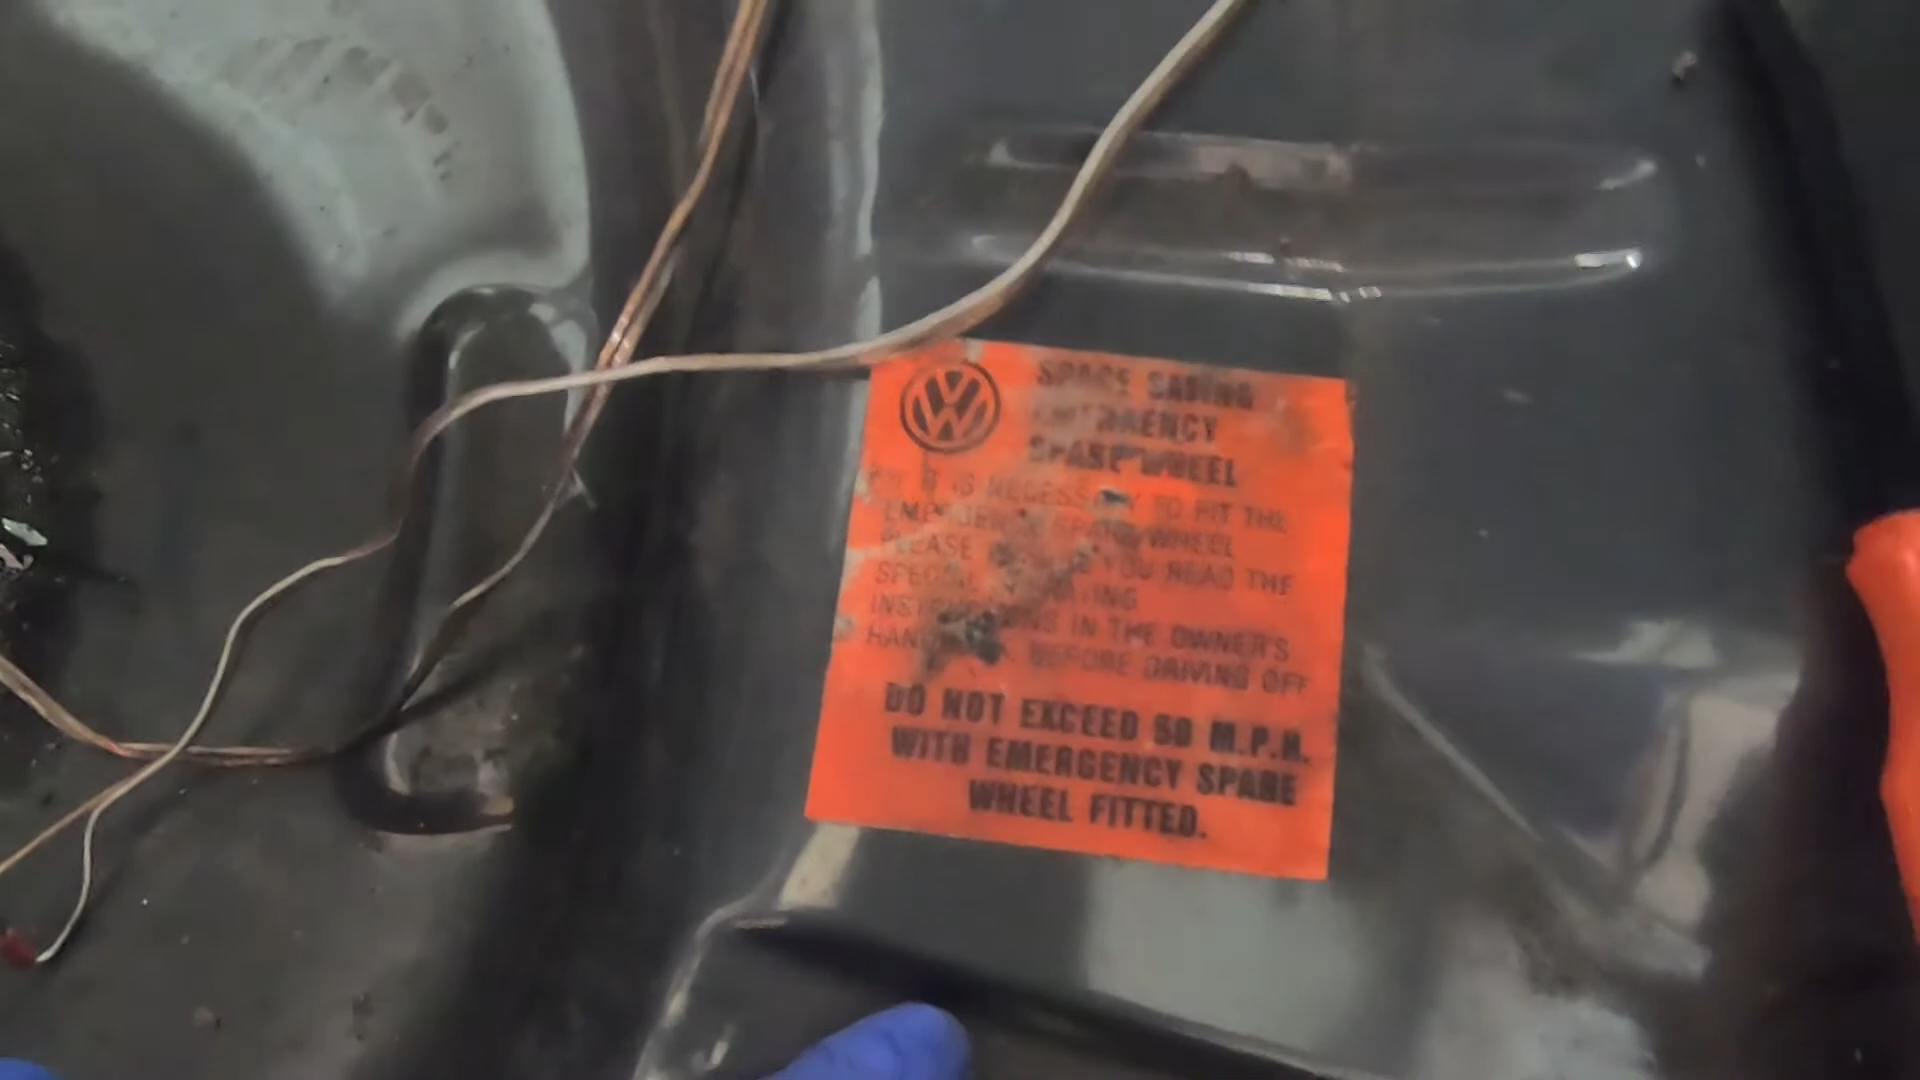 SPACE SAVING
EMERGENCY
SPARE WHEEL
IT IS NECESSARY TO FIT THE
EMERGENCY SPARE WHEEL
PLEASE YOU READ THE
SPECIAL
INSTRUCTIONS IN THE OWNER'S
HANDBOOK BEFORE DRIVING OFF
DO NOT EXCEED 50 M.P.H.
WITH EMERGENCY SPARE
WHEEL FITTED.